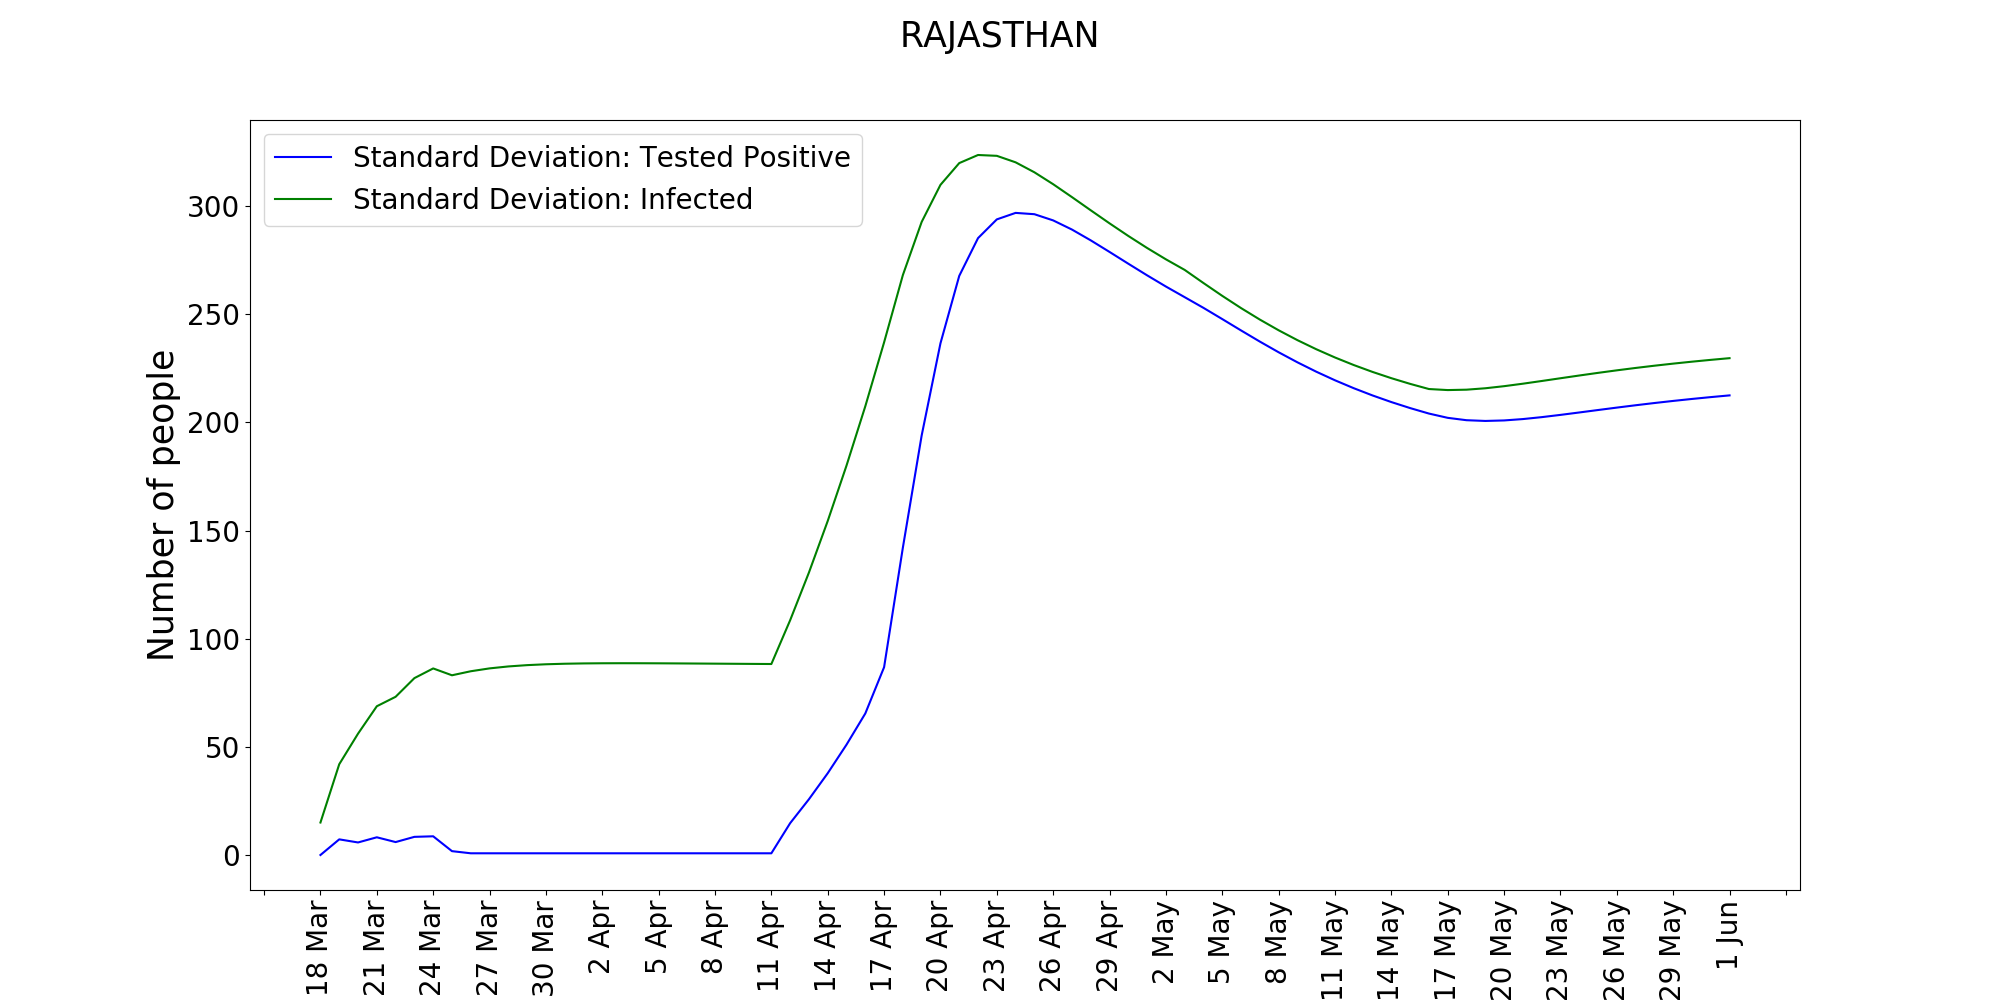 RAJASTHAN
Standard Deviation: Tested Positive
Standard Deviation: Infected
Number of people
300
250
200
150
100
50
0
18 Mar
21 Mar
24 Mar
27 Mar
30 Mar
2 Apr
5 Apr
8 Apr
11 Apr
14 Apr
17 Apr
20 Apr
23 Apr
26 Apr
29 Apr
2 May
5 May
8 May
11 May
14 May
17 May
20 May
23 May
26 May
29 May
1 Jun